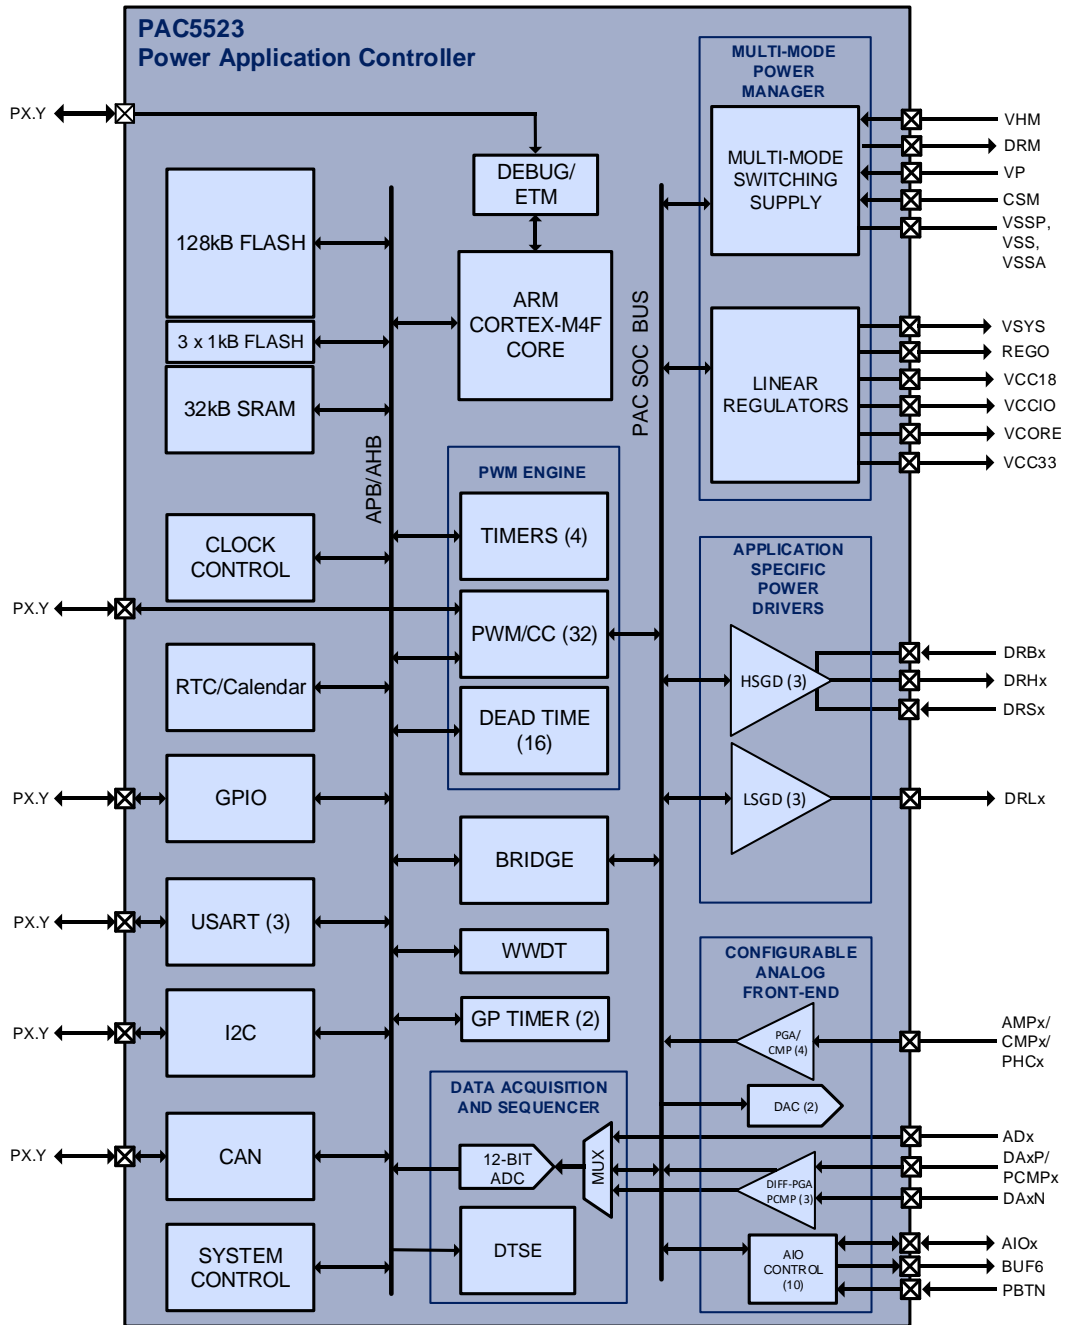 PAC5523
Power Application Controller
PX.Y
DEBUG/
ETM
128kB FLASH
3 x 1kB FLASH
32kB SRAM
ARM
CORTEX-M4F
CORE
APB/AHB
PAC SOC BUS
CLOCK
CONTROL
PX.Y
RTC/Calendar
PX.Y
GPIO
PX.Y
USART (3)
PX.Y
I2C
PX.Y
CAN
SYSTEM
CONTROL
PWM ENGINE
TIMERS (4)
PWM/CC (32)
DEAD TIME
(16)
BRIDGE
WWDT
GP TIMER (2)
DATA ACQUISITION
AND SEQUENCER
12-BIT
ADC
MUX
DTSE
MULTI-MODE
POWER
MANAGER
MULTI-MODE
SWITCHING
SUPPLY
VHM
DRM
VP
CSM
VSSP,
VSS,
VSSA
LINEAR
REGULATORS
VSYS
REGO
VCC18
VCCIO
VCORE
VCC33
APPLICATION
SPECIFIC
POWER
DRIVERS
HSGD (3)
DRBx
DRHx
DRSx
LSGD (3)
DRLx
CONFIGURABLE
ANALOG
FRONT-END
PGA/
CMP (4)
AMPx/
CMPx/
PHCx
DAC (2)
ADx
DIFF-PGA
PCMP (3)
DAxP/
PCMPx
DAxN
AIO
CONTROL
(10)
AIOx
BUF6
PBTN